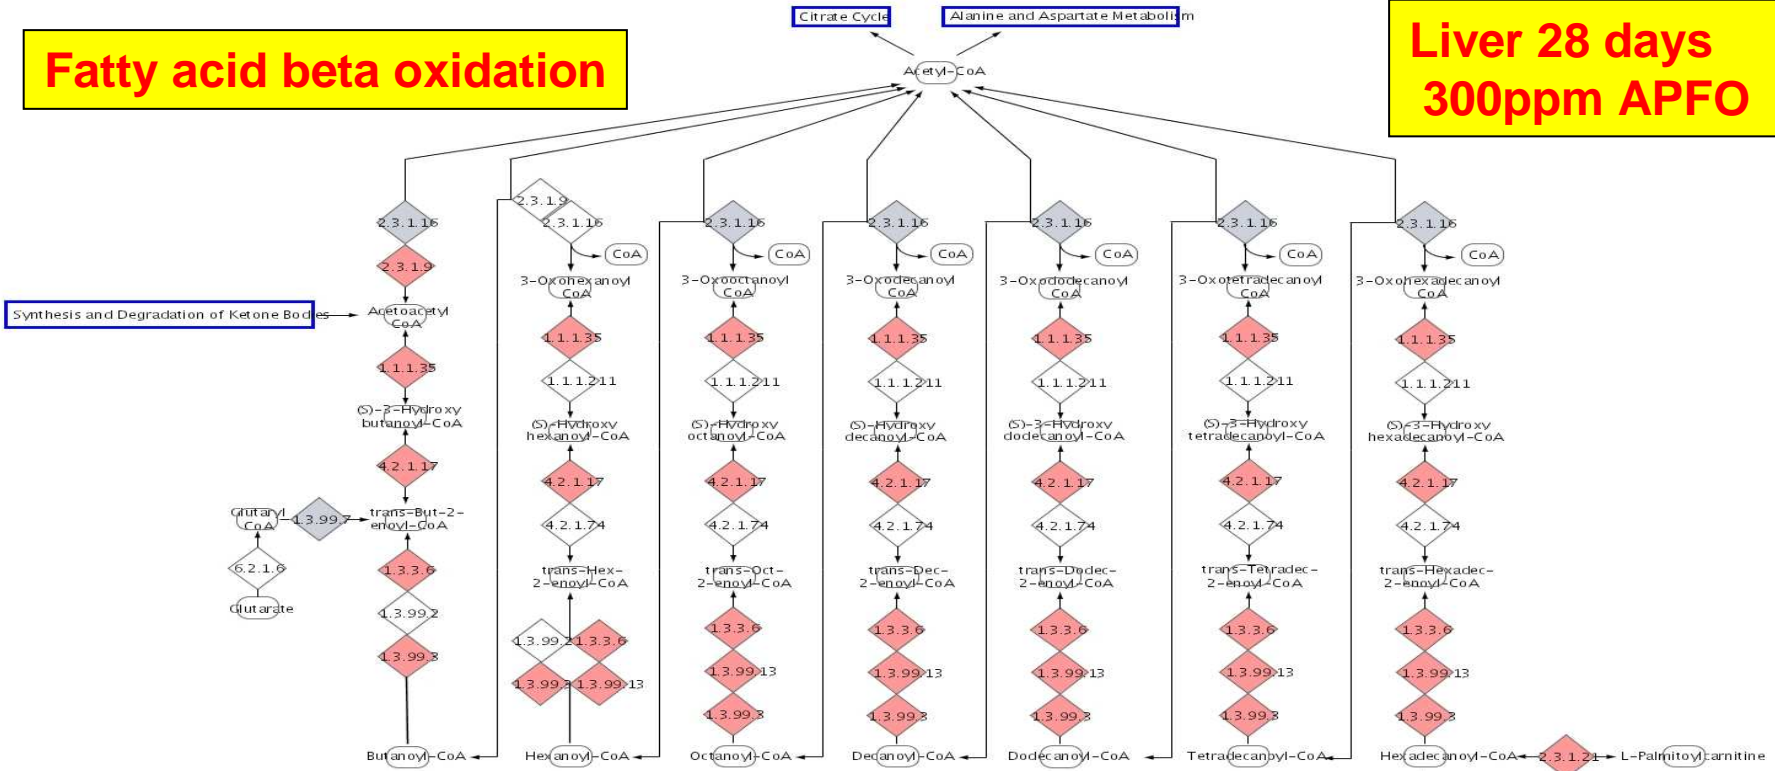 Citrate Cycle
Alanine and Aspartate Metabolism
Fatty acid beta oxidation
Liver 28 days
300ppm APFO
Acetyl-CoA
2.3.1.16
2.3.1.9
2.3.1.9
2.3.1.16
2.3.1.16
2.3.1.16
2.3.1.16
2.3.1.16
2.3.1.16
CoA
CoA
CoA
CoA
CoA
CoA
Synthesis and Degradation of Ketone Bodies
Acetoacetyl
CoA
3-Oxohexanoyl
CoA
3-Oxooctanoyl
CoA
3-Oxodecanoyl
CoA
3-Oxododecanoyl
CoA
3-Oxotetradecanoyl
CoA
3-Oxohexadecanoyl
CoA
1.1.1.35
1.1.1.35
1.1.1.35
1.1.1.35
1.1.1.35
1.1.1.35
1.1.1.35
1.1.1.211
1.1.1.211
1.1.1.211
1.1.1.211
1.1.1.211
1.1.1.211
(S)-3-Hydroxy
butanoyl-CoA
(S)-Hydroxy
hexanoyl-CoA
(S)-Hydroxy
octanoyl-CoA
(S)-Hydroxy
decanoyl-CoA
(S)-3-Hydroxy
dodecanoyl-CoA
(S)-3-Hydroxy
tetradecanoyl-CoA
(S)-3-Hydroxy
hexadecanoyl-CoA
4.2.1.17
4.2.1.17
4.2.1.17
4.2.1.17
4.2.1.17
4.2.1.17
4.2.1.17
4.2.1.74
4.2.1.74
4.2.1.74
4.2.1.74
4.2.1.74
4.2.1.74
Glutaryl
CoA
1.3.99.7
trans-But-2-
enoyl-CoA
6.2.1.6
Glutarate
trans-Hex-
2-enoyl-CoA
trans-Oct-
2-enoyl-CoA
trans-Dec-
2-enoyl-CoA
trans-Dodec-
2-enoyl-CoA
trans-Tetradec-
2-enoyl-CoA
trans-Hexadec-
2-enoyl-CoA
1.3.3.6
1.3.99.2
1.3.99.3
1.3.99.2
1.3.3.6
1.3.99.3
1.3.99.13
1.3.3.6
1.3.99.13
1.3.99.3
1.3.3.6
1.3.99.13
1.3.99.3
1.3.3.6
1.3.99.13
1.3.99.3
1.3.3.6
1.3.99.13
1.3.99.3
1.3.3.6
1.3.99.13
1.3.99.3
Butanoyl-CoA
Hexanoyl-CoA
Octanoyl-CoA
Decanoyl-CoA
Dodecanoyl-CoA
Tetradecanoyl-CoA
Hexadecanoyl-CoA
2.3.1.21
L-Palmitoylcarnitine